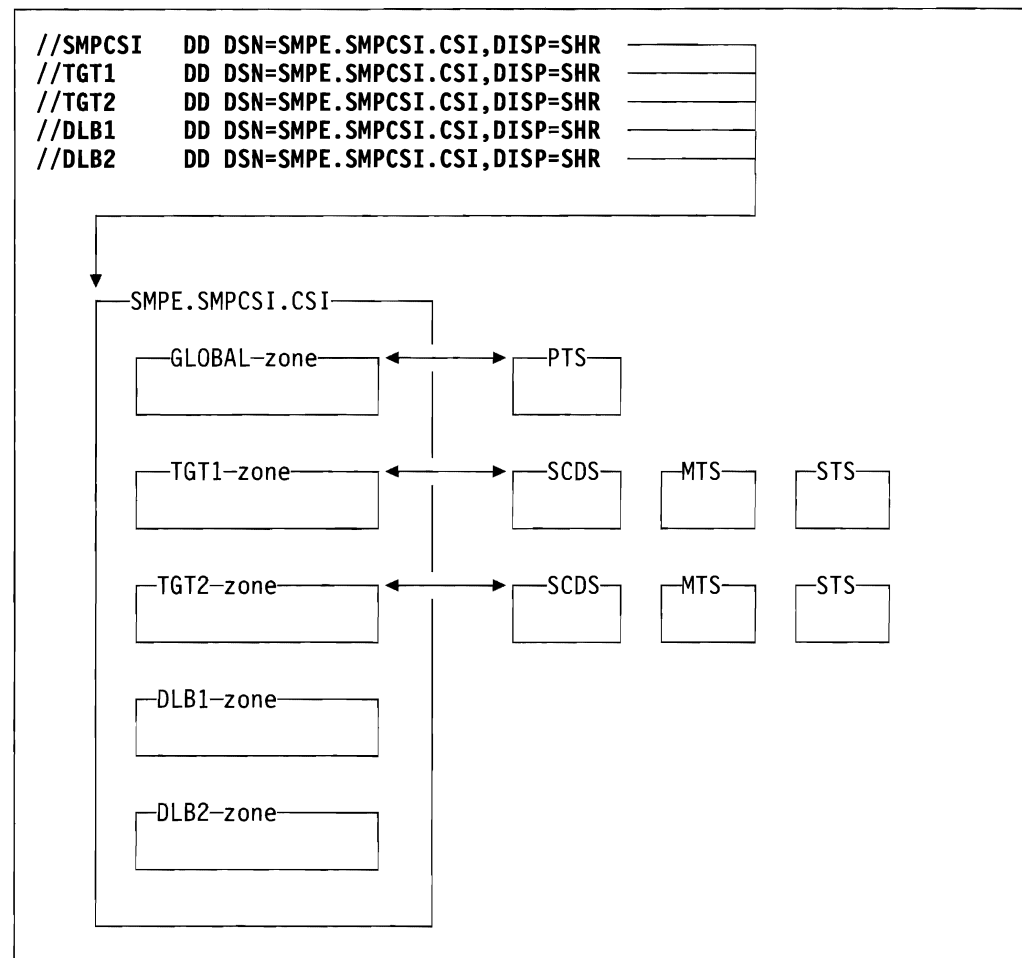 //SMPCSI DD DSN=SMPE.SMPCSI.CSI,DISP=SHR
//TGT1 DD DSN=SMPE.SMPCSI.CSI,DISP=SHR
//TGT2 DD DSN=SMPE.SMPCSI.CSI,DISP=SHR
//DLB1 DD DSN=SMPE.SMPCSI.CSI,DISP=SHR
//DLB2 DD DSN=SMPE.SMPCSI.CSI,DISP=SHR
SMPE.SMPCSI.CSI
GLOBAL-zone PTS
TGT1-zone SCDS MTS STS
TGT2-zone SCDS MTS STS
DLB1-zone
DLB2-zone